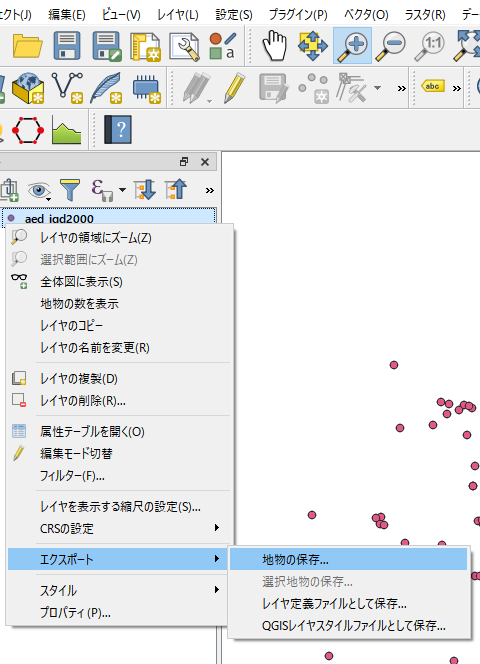 ェクト(J) 編集(E) ビュー(V) レイヤ(L) 設定(S) プラグイン(P) ベクタ(O) ラスタ(R) デー
1:1
abc
aed_jgd2000
レイヤの領域にズーム(Z)
選択範囲にズーム(Z)
全体図に表示(S)
地物の数を表示
レイヤのコピー
レイヤの名前を変更(R)
レイヤの複製(D)
レイヤの削除(R)...
属性テーブルを開く(O)
編集モード切替
フィルター(F)...
レイヤを表示する縮尺の設定(S)...
CRSの設定
エクスポート
地物の保存...
選択地物の保存...
スタイル
レイヤ定義ファイルとして保存...
プロパティ(P)...
QGISレイヤスタイルファイルとして保存...